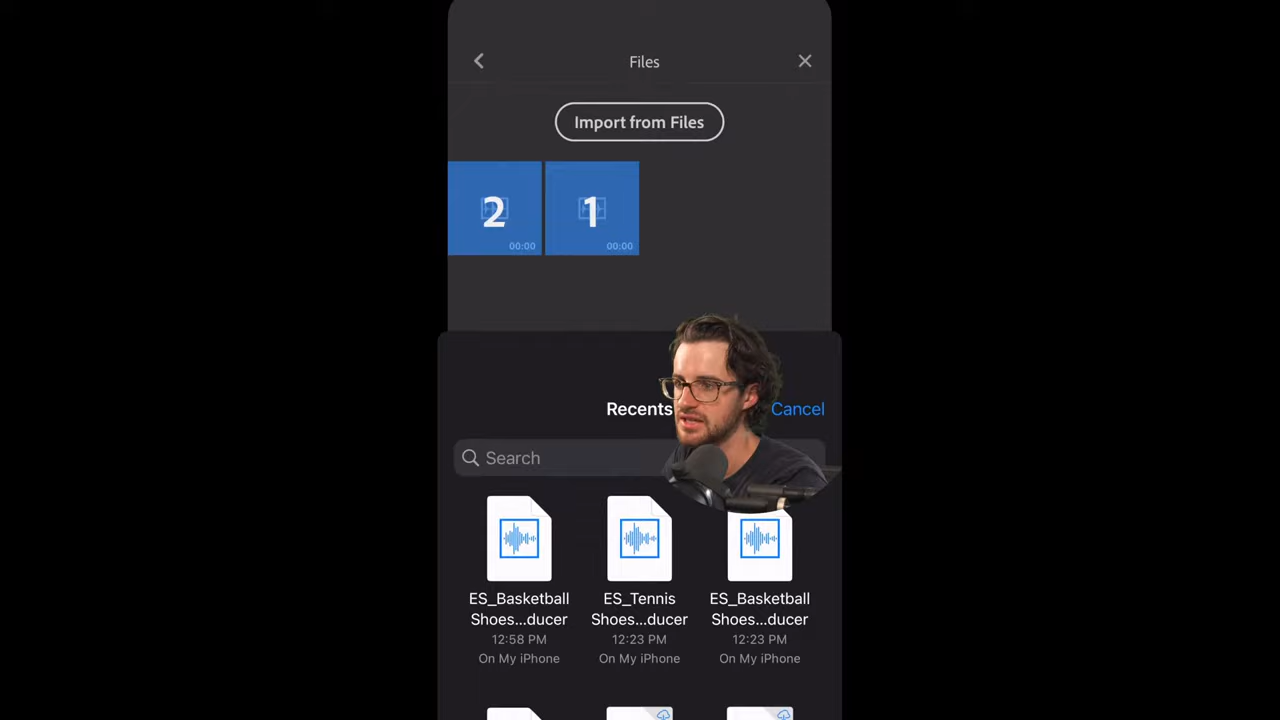 Files
Import from Files
2
1
00:00
00:00
Recents
Cancel
Search
ES_Basketball
Shoes...ducer
12:58 PM
On My iPhone
ES_Tennis
Shoes...ducer
12:23 PM
On My iPhone
ES_Basketball
Shoes...ducer
12:23 PM
On My iPhone